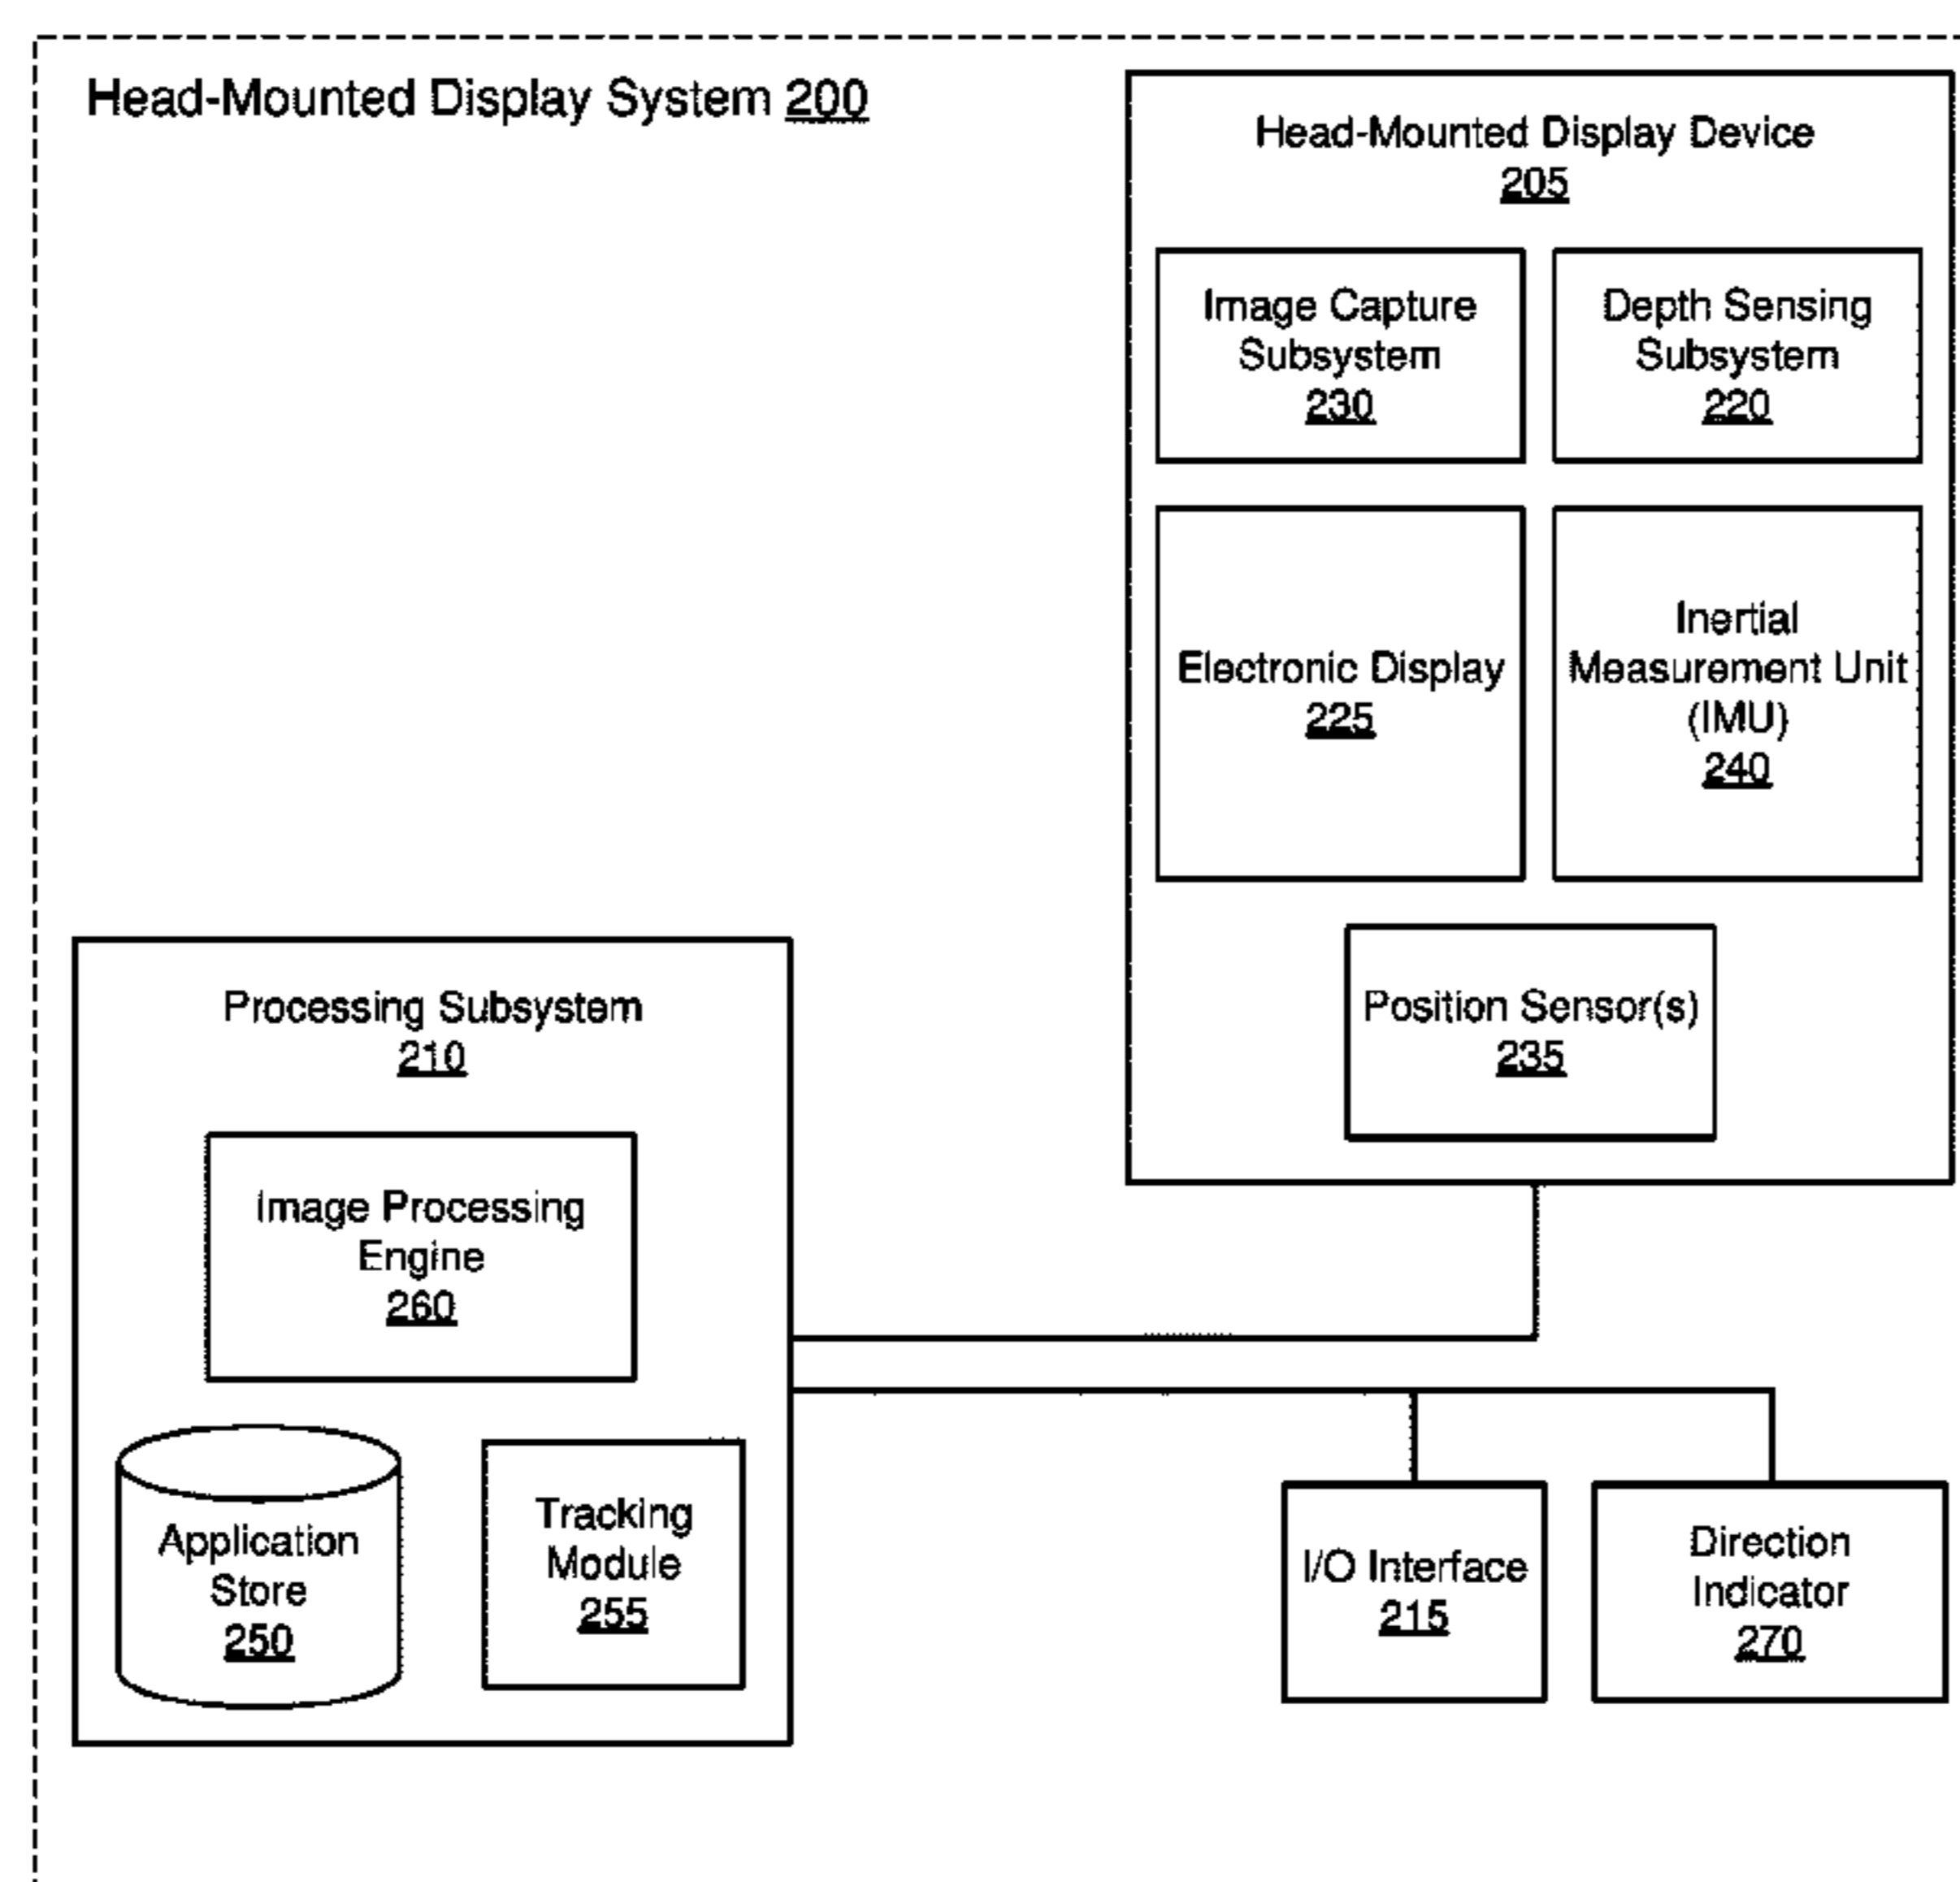 Head-Mounted Display System 200
Head-Mounted Display Device
205
Image Capture
Subsystem
230
Depth Sensing
Subsystem
220
Electronic Display
225
Inertial
Measurement Unit
(IMU)
240
Position Sensor(s)
235
Processing Subsystem
210
Image Processing
Engine
260
Application
Store
250
Tracking
Module
255
I/O Interface
215
Direction
Indicator
270